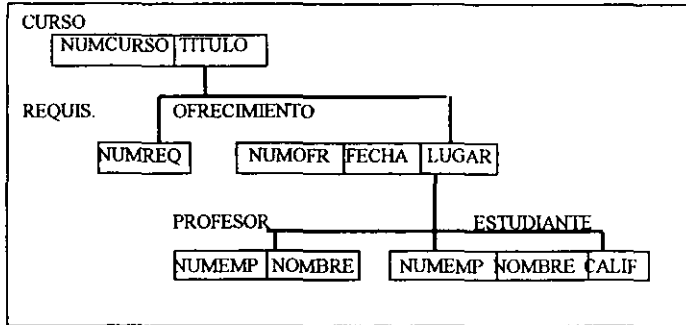 CURSO
NUMCURSO TITULO
REQUIS. OFRECIMIENTO
NUMREQ NUMOFR FECHA LUGAR
PROFESOR ESTUDIANTE
NUMEMP NOMBRE NUMEMP NOMBRE CALIF